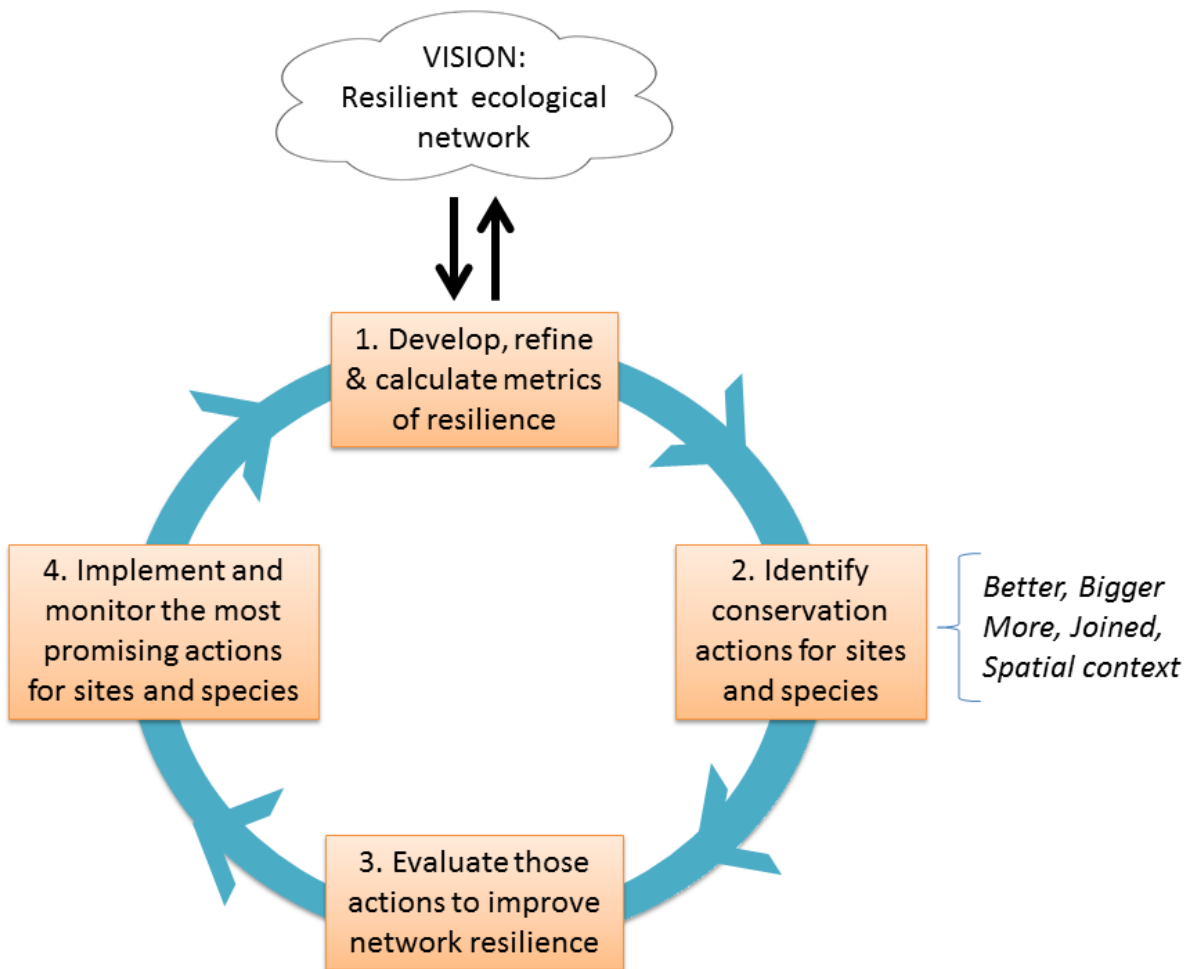 VISION:
Resilient ecological
network
1. Develop, refine
& calculate metrics
of resilience
2. Identify
conservation
actions for sites
and species
Better, Bigger
More, Joined,
Spatial context
3. Evaluate those
actions to improve
network resilience
4. Implement and
monitor the most
promising actions
for sites and species